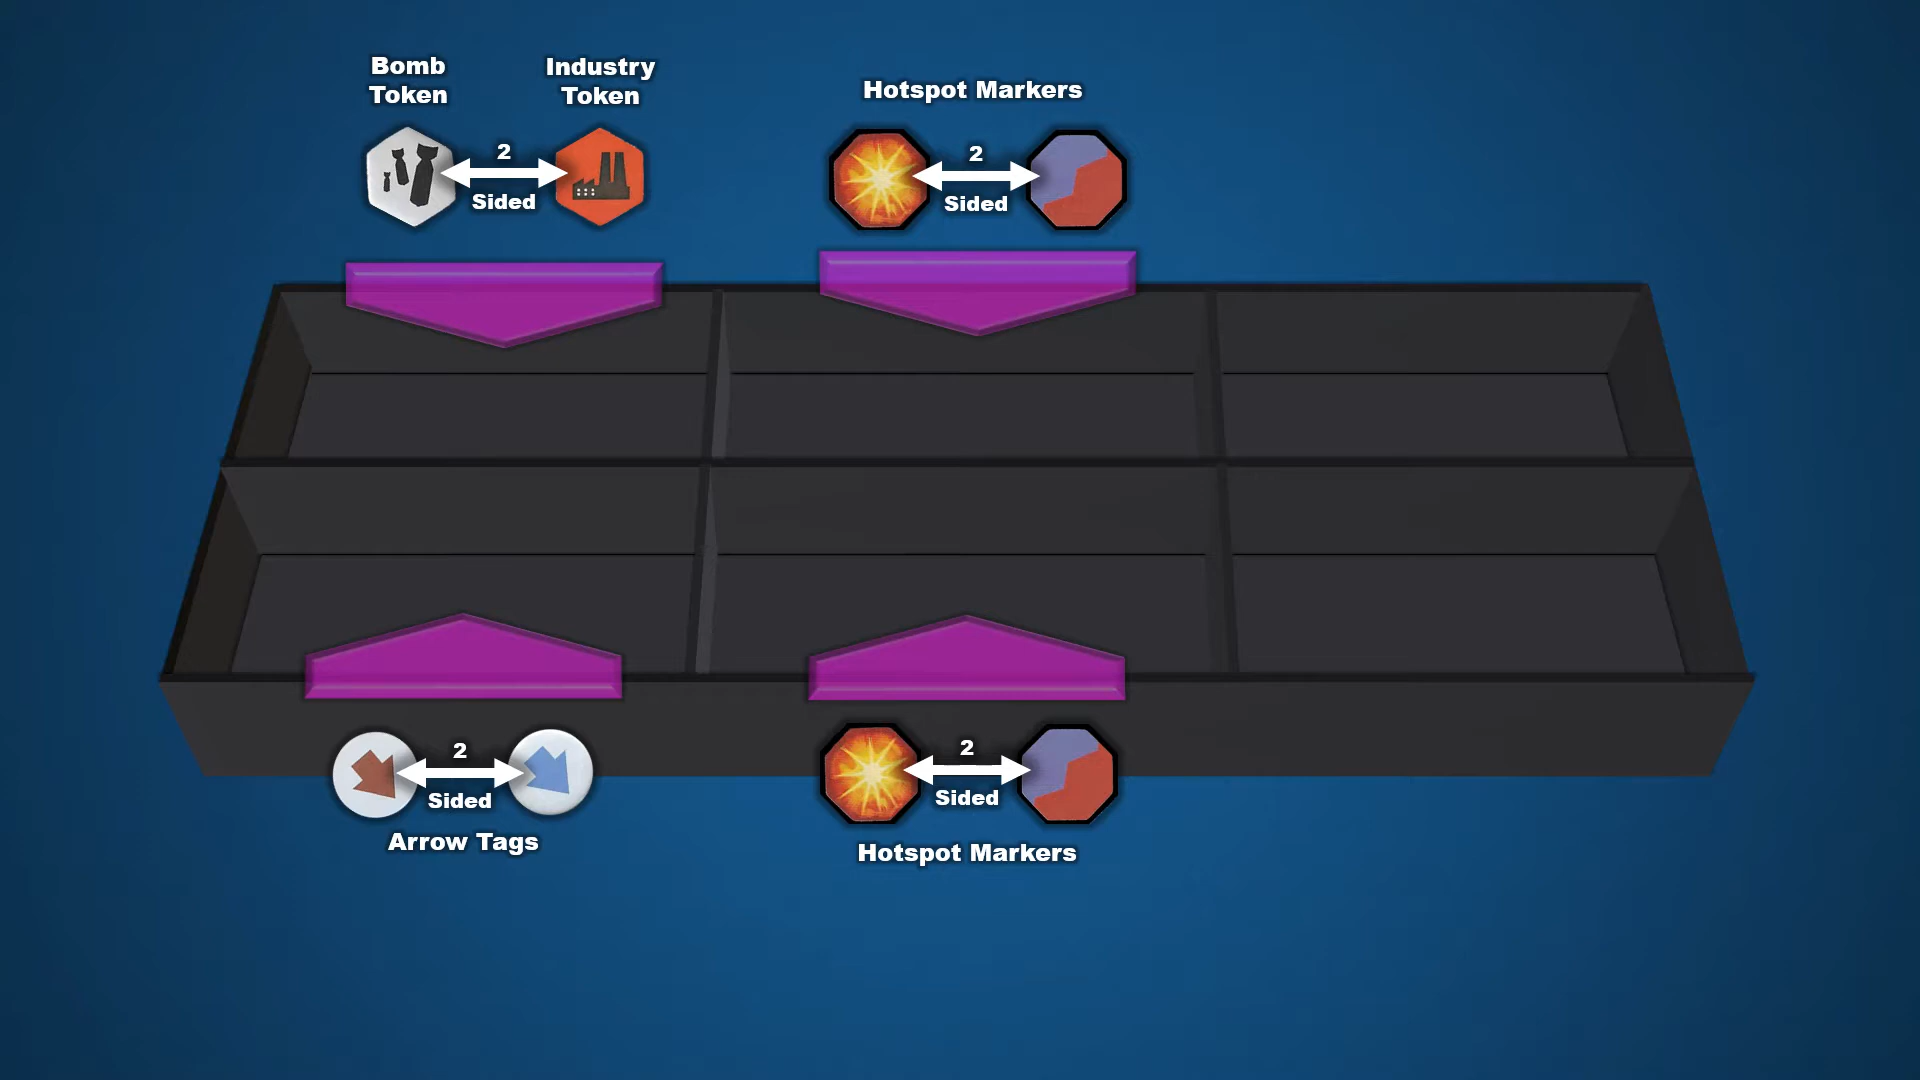 Bomb
Token
Industry
Token
2
Sided
Hotspot Markers
2
Sided
2
Sided
Arrow Tags
2
Sided
Hotspot Markers